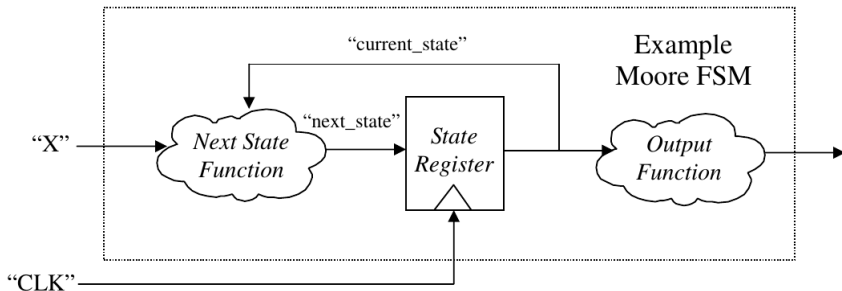 “current_state”
Example
Moore FSM
“X”
Next State
Function
“next_state”
State
Register
Output
Function
“CLK”